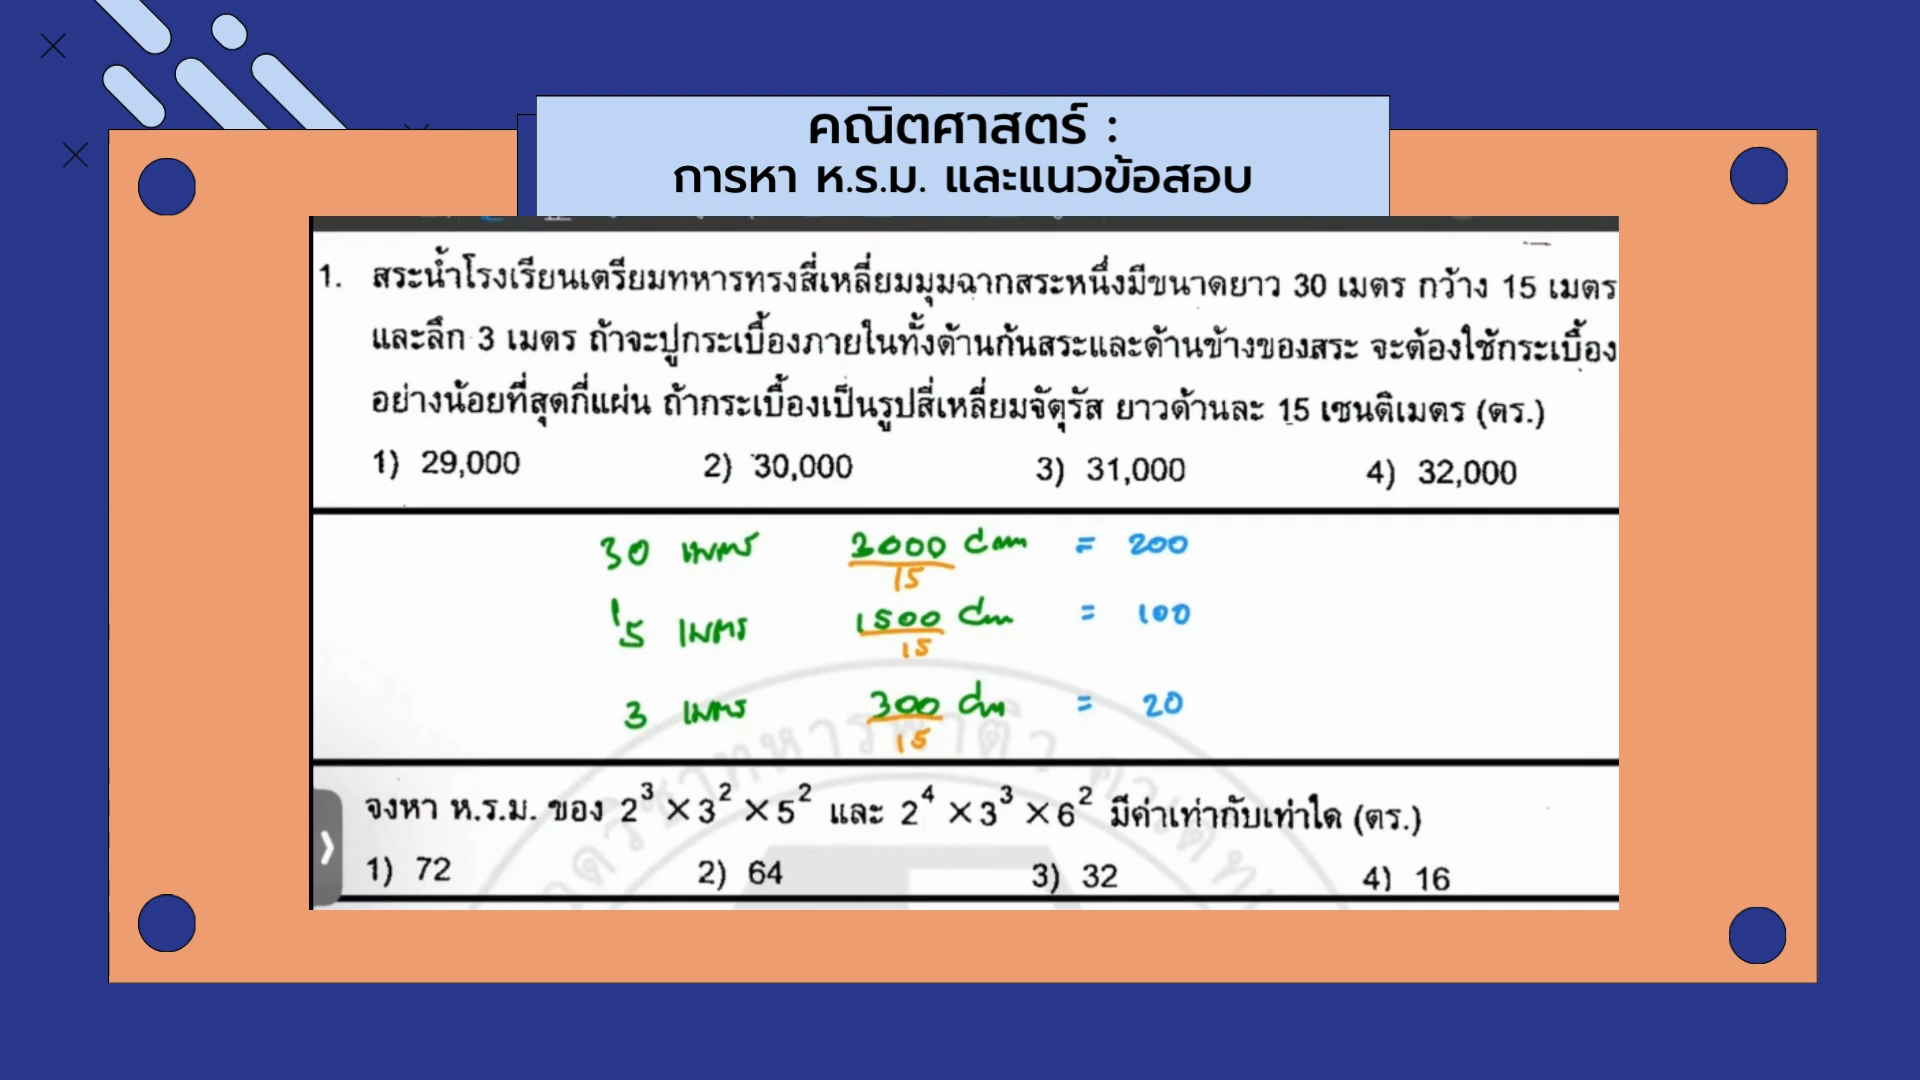 คณิตศาสตร์ :
การหา ห.ร.ม. และแนวข้อสอบ
1. สระน้ำโรงเรียนเตรียมทหารทรงสี่เหลี่ยมมุมฉากสระหนึ่งมีขนาดยาว 30 เมตร กว้าง 15 เมตร
และลึก 3 เมตร ถ้าจะปูกระเบื้องภายในทั้งด้านก้นสระและด้านข้างของสระ จะต้องใช้กระเบื้อง
อย่างน้อยที่สุดกี่แผ่น ถ้ากระเบื้องเป็นรูปสี่เหลี่ยมจัตุรัส ยาวด้านละ 15 เซนติเมตร (ตร.)
1) 29,000 2) 30,000 3) 31,000 4) 32,000
30 เมตร 3000/15 cm = 200
15 เมตร 1500/15 cm = 100
3 เมตร 300/15 cm = 20
จงหา ห.ร.ม. ของ 2³ × 3² × 5² และ 2⁴ × 3³ × 6² มีค่าเท่ากับเท่าใด (ตร.)
1) 72 2) 64 3) 32 4) 16